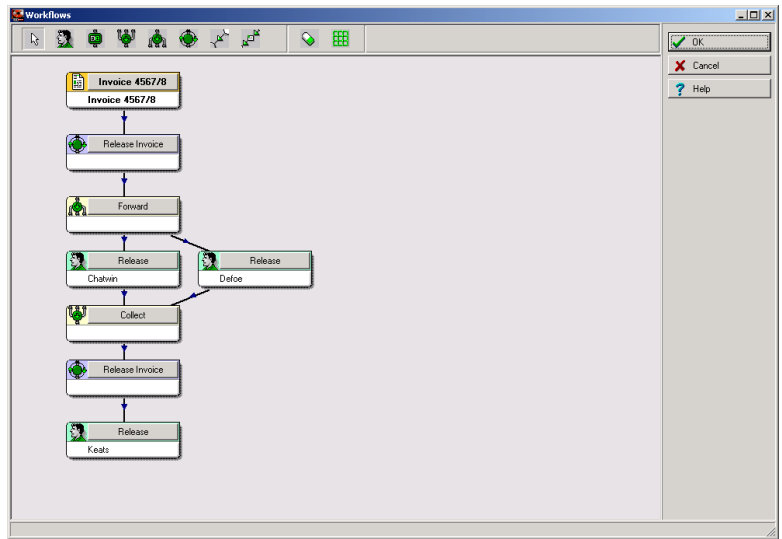 Workflows
OK
Cancel
Help
Invoice 4567/8
Invoice 4567/8
Release Invoice
Forward
Release
Chatwin
Release
Defoe
Collect
Release Invoice
Release
Keats